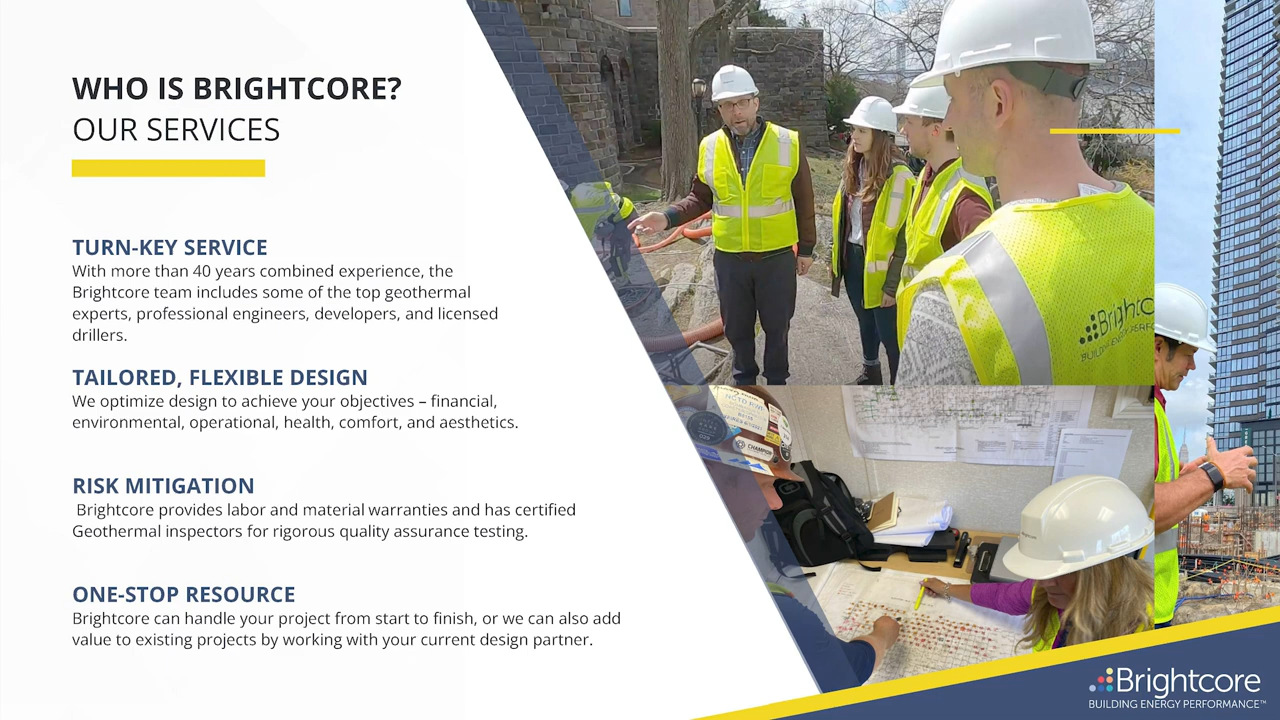 WHO IS BRIGHTCORE?
OUR SERVICES
TURN-KEY SERVICE
With more than 40 years combined experience, the
Brightcore team includes some of the top geothermal
experts, professional engineers, developers, and licensed
drillers.
TAILORED, FLEXIBLE DESIGN
We optimize design to achieve your objectives – financial,
environmental, operational, health, comfort, and aesthetics.
RISK MITIGATION
Brightcore provides labor and material warranties and has certified
Geothermal inspectors for rigorous quality assurance testing.
ONE-STOP RESOURCE
Brightcore can handle your project from start to finish, or we can also add
value to existing projects by working with your current design partner.
Brightc
BUILDING ENERGY PERFO
CHAMPION
Brightcore
BUILDING ENERGY PERFORMANCE™